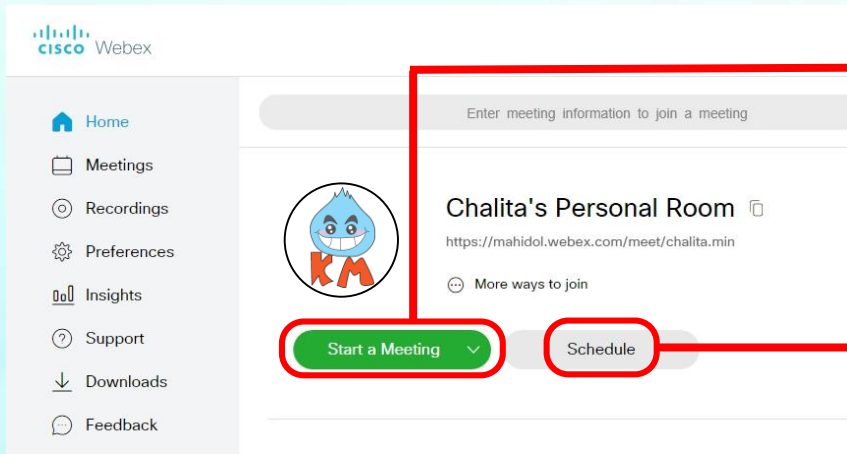 CISCO Webex
Enter meeting information to join a meeting
Home
Meetings
Recordings
Preferences
Insights
Support
Downloads
Feedback
KM
Chalita's Personal Room
https://mahidol.webex.com/meet/chalita.min
More ways to join
Start a Meeting
Schedule